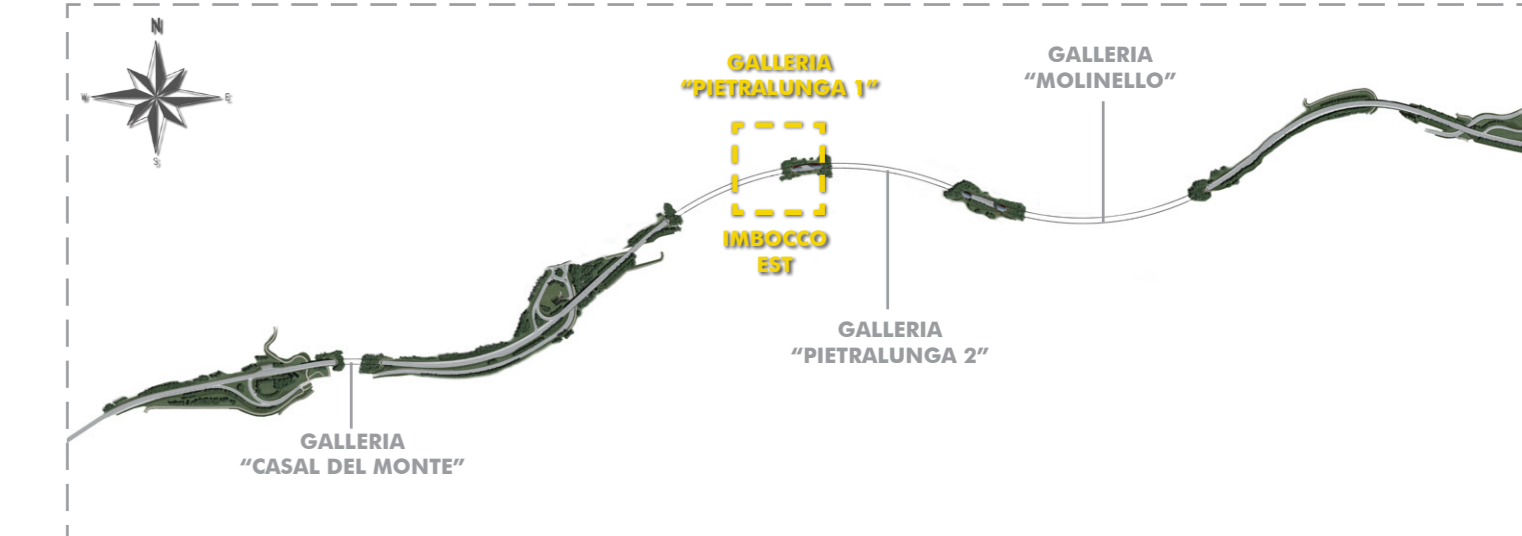 N
W
E
S
GALLERIA
“PIETRALUNGA 1”
GALLERIA
“MOLINELLO”
IMBOCCO
EST
GALLERIA
“PIETRALUNGA 2”
GALLERIA
“CASAL DEL MONTE”